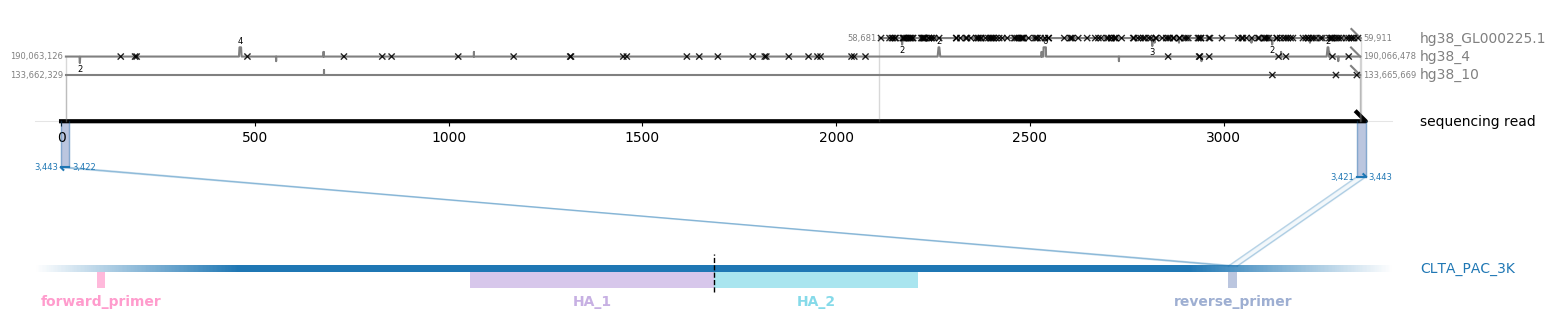 58,681 2 2 6 3 2 2 59,911 hg38_GL000225.1
190,063,126 2 4 190,066,478 hg38_4
133,662,329 133,665,669 hg38_10
sequencing read
0 500 1000 1500 2000 2500 3000
3,443 3,422 3,421 3,443
CLTA_PAC_3K
forward_primer HA_1 HA_2 reverse_primer